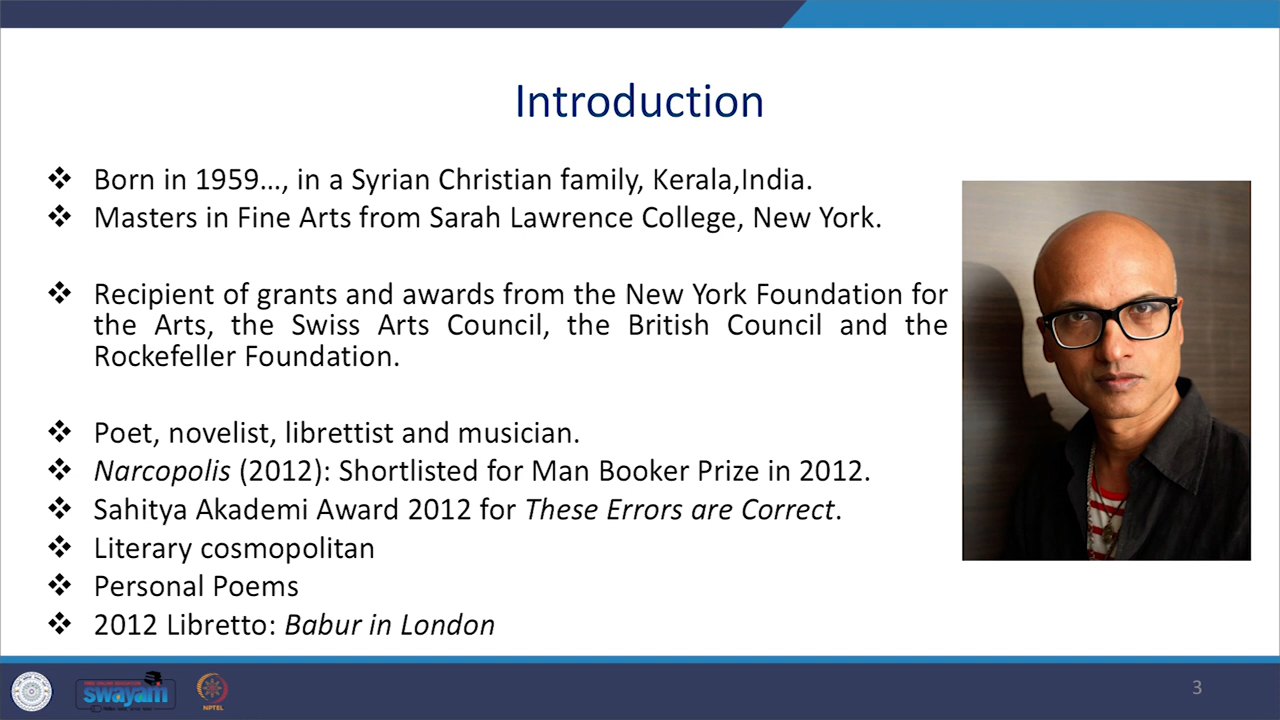 Introduction
❖ Born in 1959..., in a Syrian Christian family, Kerala,India.
❖ Masters in Fine Arts from Sarah Lawrence College, New York.
❖ Recipient of grants and awards from the New York Foundation for
the Arts, the Swiss Arts Council, the British Council and the
Rockefeller Foundation.
❖ Poet, novelist, librettist and musician.
❖ Narcopolis (2012): Shortlisted for Man Booker Prize in 2012.
❖ Sahitya Akademi Award 2012 for These Errors are Correct.
❖ Literary cosmopolitan
❖ Personal Poems
❖ 2012 Libretto: Babur in London
swayam
NPTEL
3